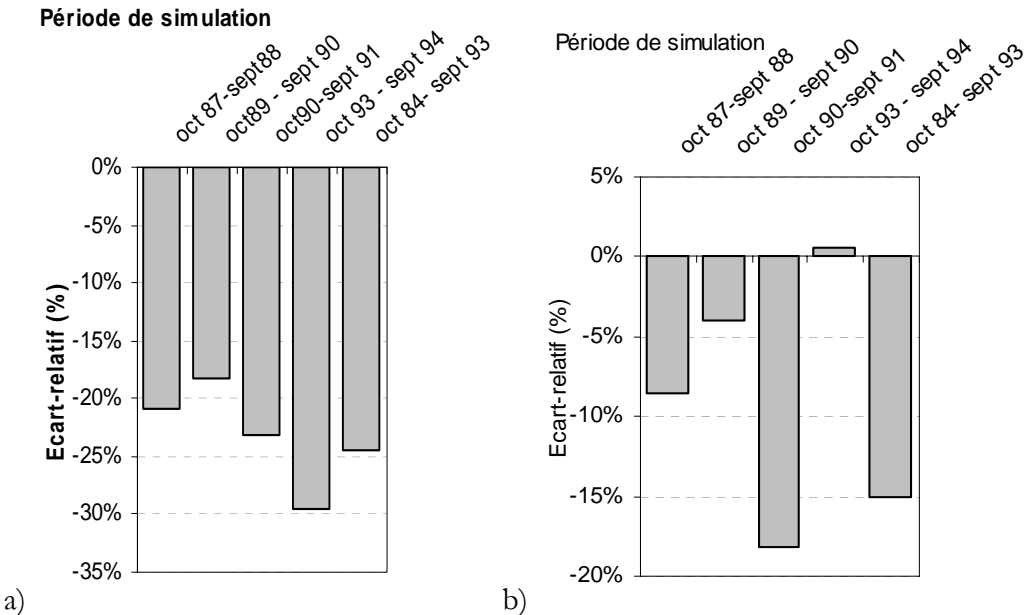 Période de simulation
oct 87-sept88
oct89 - sept 90
oct90-sept 91
oct 93 - sept 94
oct 84- sept 93
0%
-5%
-10%
-15%
-20%
-25%
-30%
-35%
Ecart-relatif (%)
a)
Période de simulation
oct 87-sept 88
oct 89 - sept 90
oct 90-sept 91
oct 93 - sept 94
oct 84- sept 93
5%
0%
-5%
-10%
-15%
-20%
Ecart-relatif (%)
b)